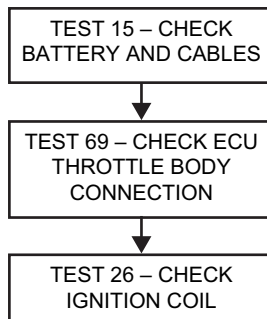 TEST 15 – CHECK
BATTERY AND CABLES
TEST 69 – CHECK ECU
THROTTLE BODY
CONNECTION
TEST 26 – CHECK
IGNITION COIL